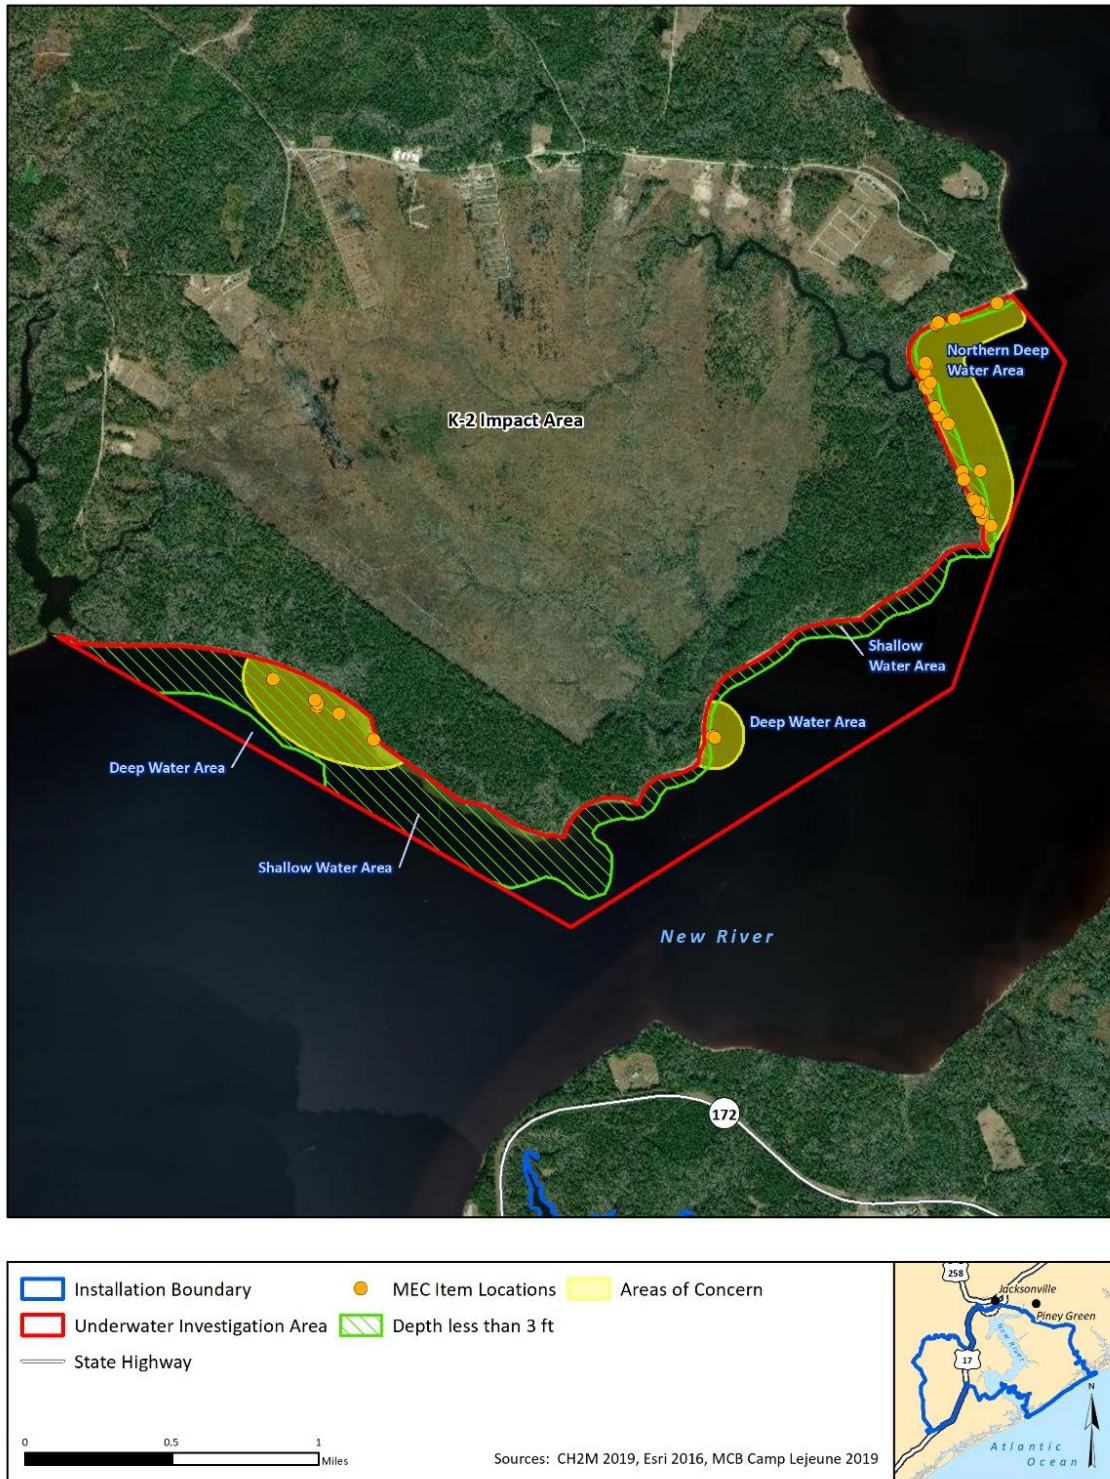 K-2 Impact Area
Northern Deep
Water Area
Shallow
Water Area
Deep Water Area
Deep Water Area
Shallow Water Area
New River
172
Installation Boundary
MEC Item Locations
Areas of Concern
Underwater Investigation Area
Depth less than 3 ft
State Highway
0
0.5
1
Miles
Sources: CH2M 2019, Esri 2016, MCB Camp Lejeune 2019
258
Jacksonville
Piney Green
New River
17
N
Atlantic
Ocean